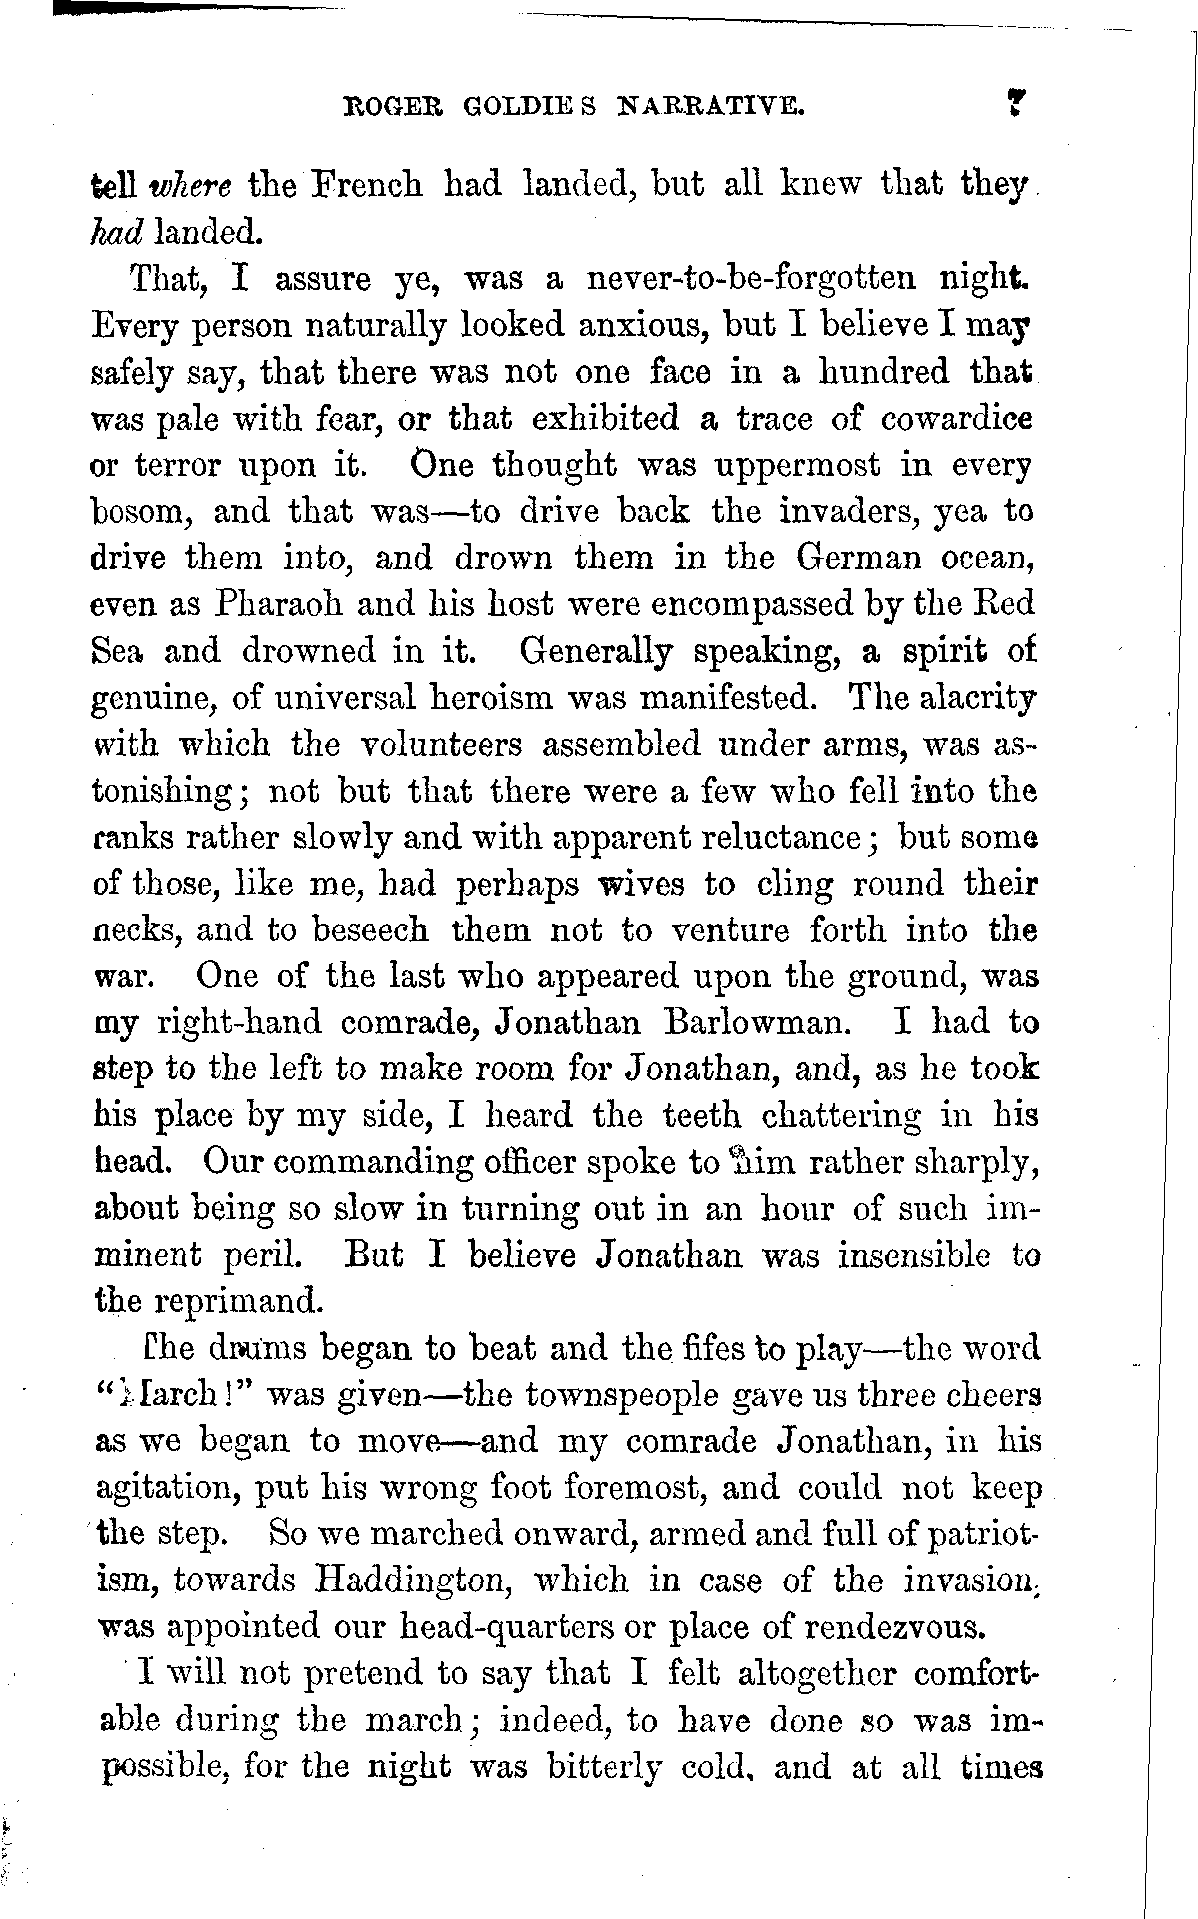 ROGER GOLDIE S NARRATIVE. 7
tell where the French had landed, but all knew that they
had landed.
That, I assure ye, was a never-to-be-forgotten night.
Every person naturally looked anxious, but I believe I may
safely say, that there was not one face in a hundred that
was pale with fear, or that exhibited a trace of cowardice
or terror upon it. One thought was uppermost in every
bosom, and that was—to drive back the invaders, yea to
drive them into, and drown them in the German ocean,
even as Pharaoh and his host were encompassed by the Red
Sea and drowned in it. Generally speaking, a spirit of
genuine, of universal heroism was manifested. The alacrity
with which the volunteers assembled under arms, was as-
tonishing; not but that there were a few who fell into the
ranks rather slowly and with apparent reluctance; but some
of those, like me, had perhaps wives to cling round their
necks, and to beseech them not to venture forth into the
war. One of the last who appeared upon the ground, was
my right-hand comrade, Jonathan Barlowman. I had to
step to the left to make room for Jonathan, and, as he took
his place by my side, I heard the teeth chattering in his
head. Our commanding officer spoke to him rather sharply,
about being so slow in turning out in an hour of such im-
minent peril. But I believe Jonathan was insensible to
the reprimand.
The drums began to beat and the fifes to play—the word
“March!” was given—the townspeople gave us three cheers
as we began to move—and my comrade Jonathan, in his
agitation, put his wrong foot foremost, and could not keep
the step. So we marched onward, armed and full of patriot-
ism, towards Haddington, which in case of the invasion,
was appointed our head-quarters or place of rendezvous.
I will not pretend to say that I felt altogether comfort-
able during the march; indeed, to have done so was im-
possible, for the night was bitterly cold, and at all times